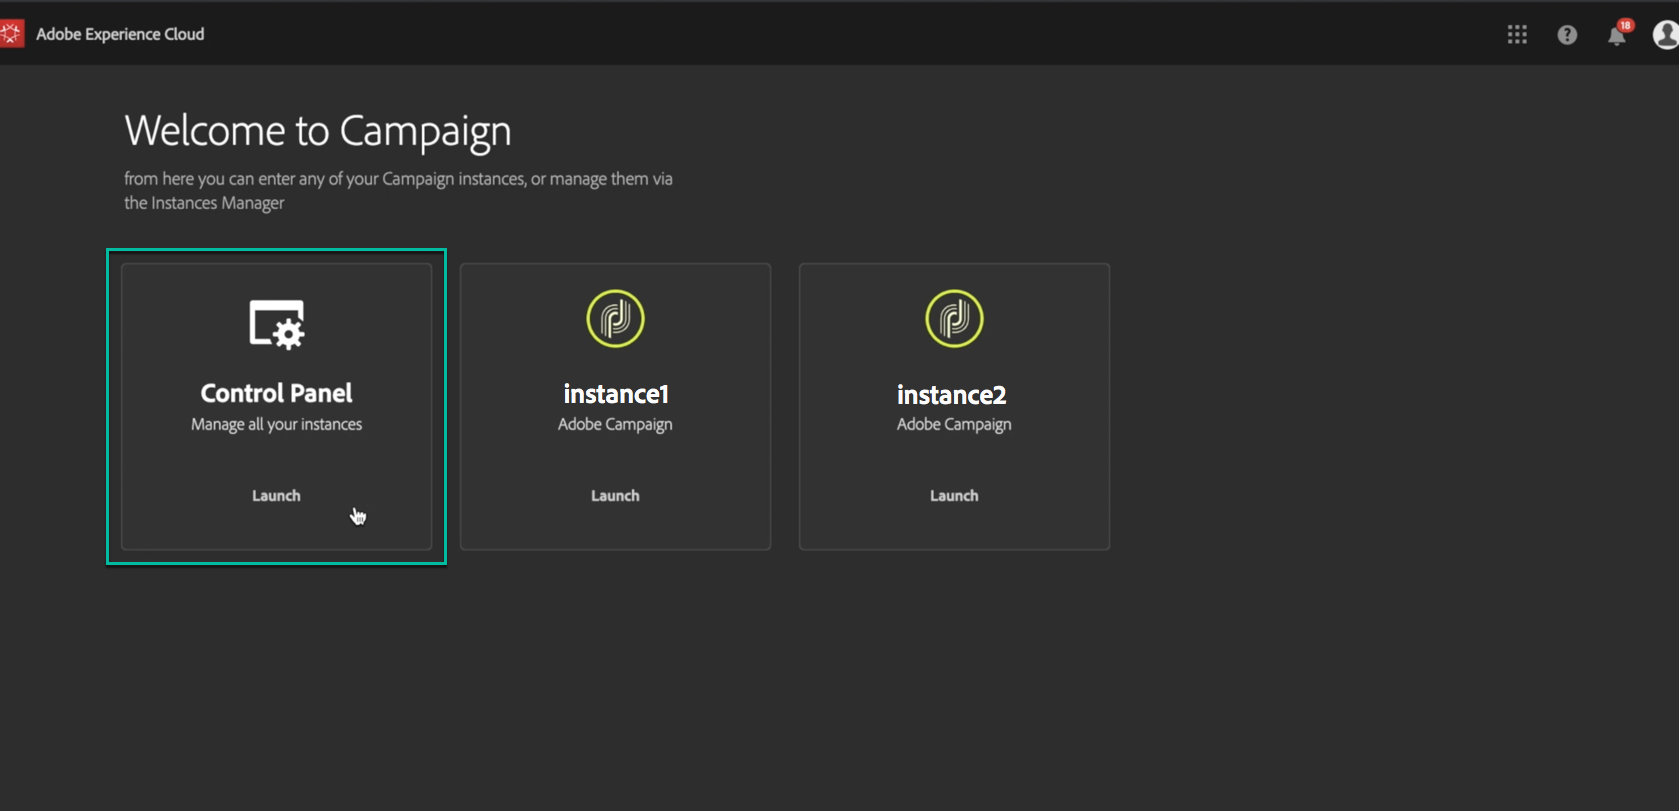 Adobe Experience Cloud
?
18
Welcome to Campaign
from here you can enter any of your Campaign instances, or manage them via
the Instances Manager
Control Panel
Manage all your instances
Launch
instance1
Adobe Campaign
Launch
instance2
Adobe Campaign
Launch